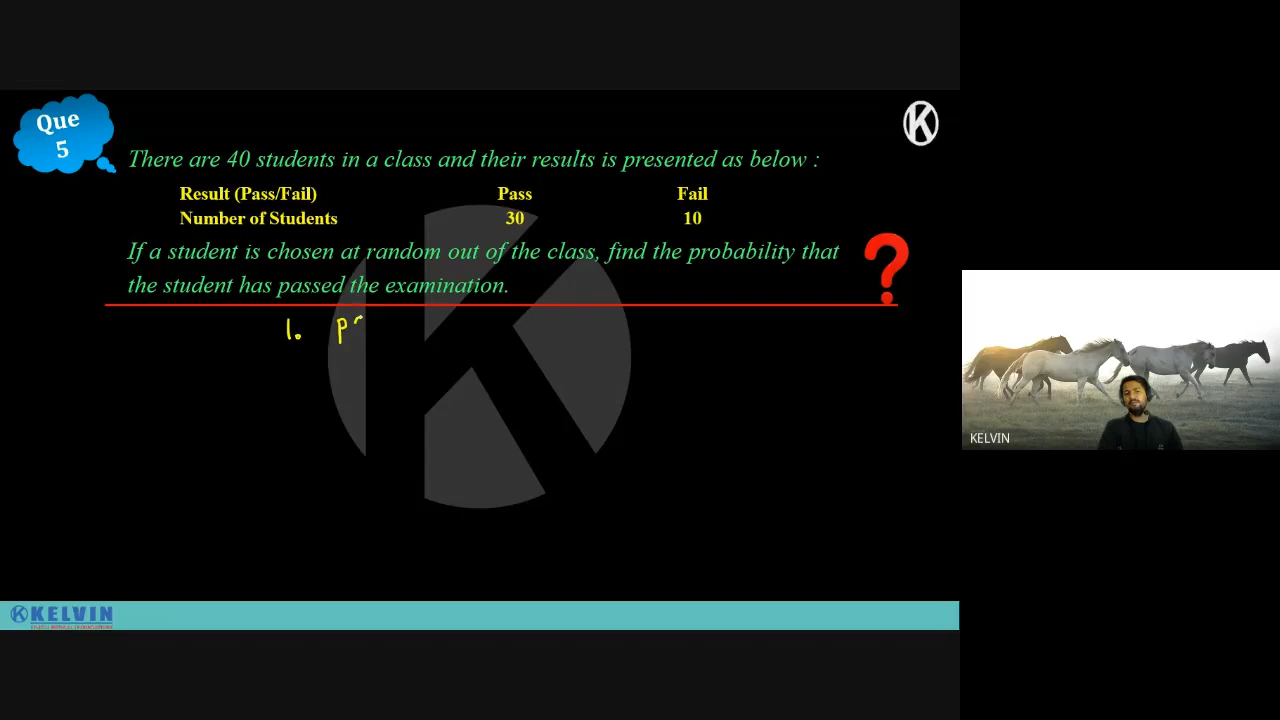 Que
5
There are 40 students in a class and their results is presented as below :
Result (Pass/Fail) Pass Fail
Number of Students 30 10
If a student is chosen at random out of the class, find the probability that
the student has passed the examination.
?
1.
KELVIN
KELVIN